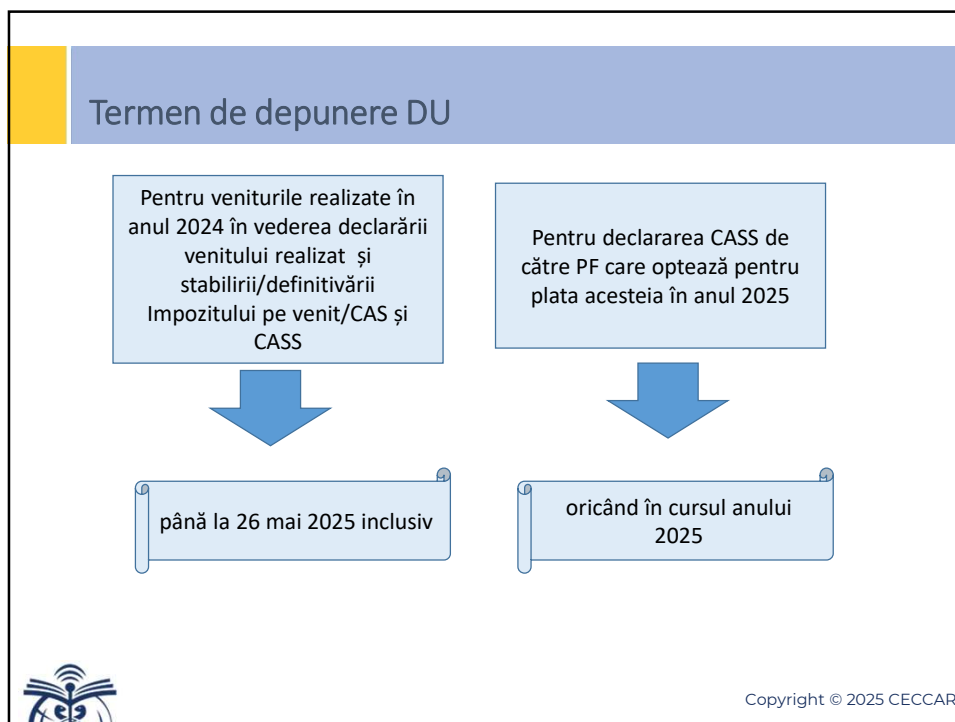 Termen de depunere DU
Pentru veniturile realizate în
anul 2024 în vederea declarării
venitului realizat și
stabilirii/definitivării
Impozitului pe venit/CAS și
CASS
Pentru declararea CASS de
către PF care optează pentru
plata acesteia în anul 2025
până la 26 mai 2025 inclusiv
oricând în cursul anului
2025
Copyright © 2025 CECCAR